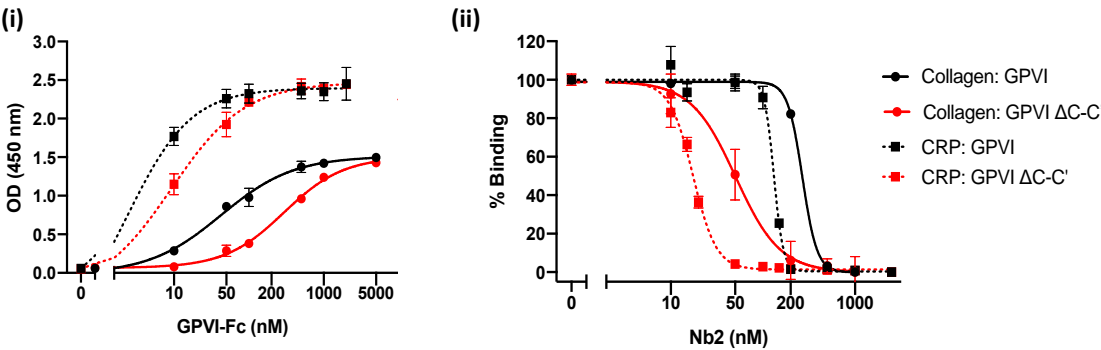 (i)
OD (450 nm)
3.0
2.5
2.0
1.5
1.0
0.5
0.0
0 10 50 200 1000 5000
GPVI-Fc (nM)
(ii)
% Binding
120
100
80
60
40
20
0
0 10 50 200 1000
Nb2 (nM)
Collagen: GPVI
Collagen: GPVI ΔC-C
CRP: GPVI
CRP: GPVI ΔC-C'